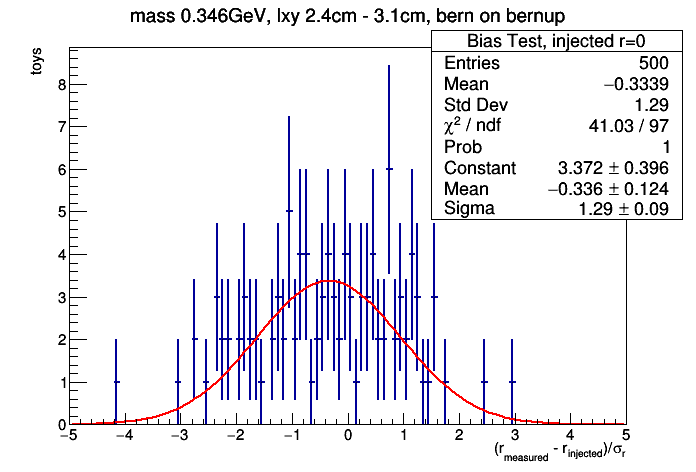 mass 0.346GeV, lxy 2.4cm - 3.1cm, bern on bernup
Bias Test, injected r=0
Entries 500
Mean −0.3339
Std Dev 1.29
χ² / ndf 41.03 / 97
Prob 1
Constant 3.372 ± 0.396
Mean −0.336 ± 0.124
Sigma 1.29 ± 0.09
toys
8
7
6
5
4
3
2
1
0
−5 −4 −3 −2 −1 0 1 2 3 4 5
(r_measured - r_injected)/σ_r